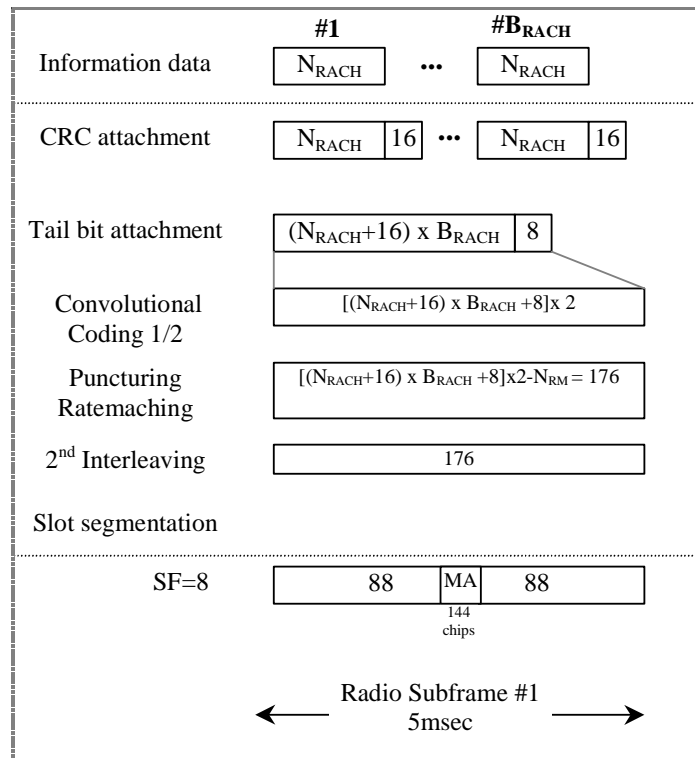 #1 #B_RACH
Information data N_RACH ... N_RACH
CRC attachment N_RACH 16 ... N_RACH 16
Tail bit attachment (N_RACH+16) x B_RACH 8
Convolutional
Coding 1/2
[(N_RACH+16) x B_RACH +8]x 2
Puncturing
Ratemaching
[(N_RACH+16) x B_RACH +8]x2-N_RM = 176
2nd Interleaving 176
Slot segmentation
SF=8 88 MA 88
144
chips
Radio Subframe #1
5msec